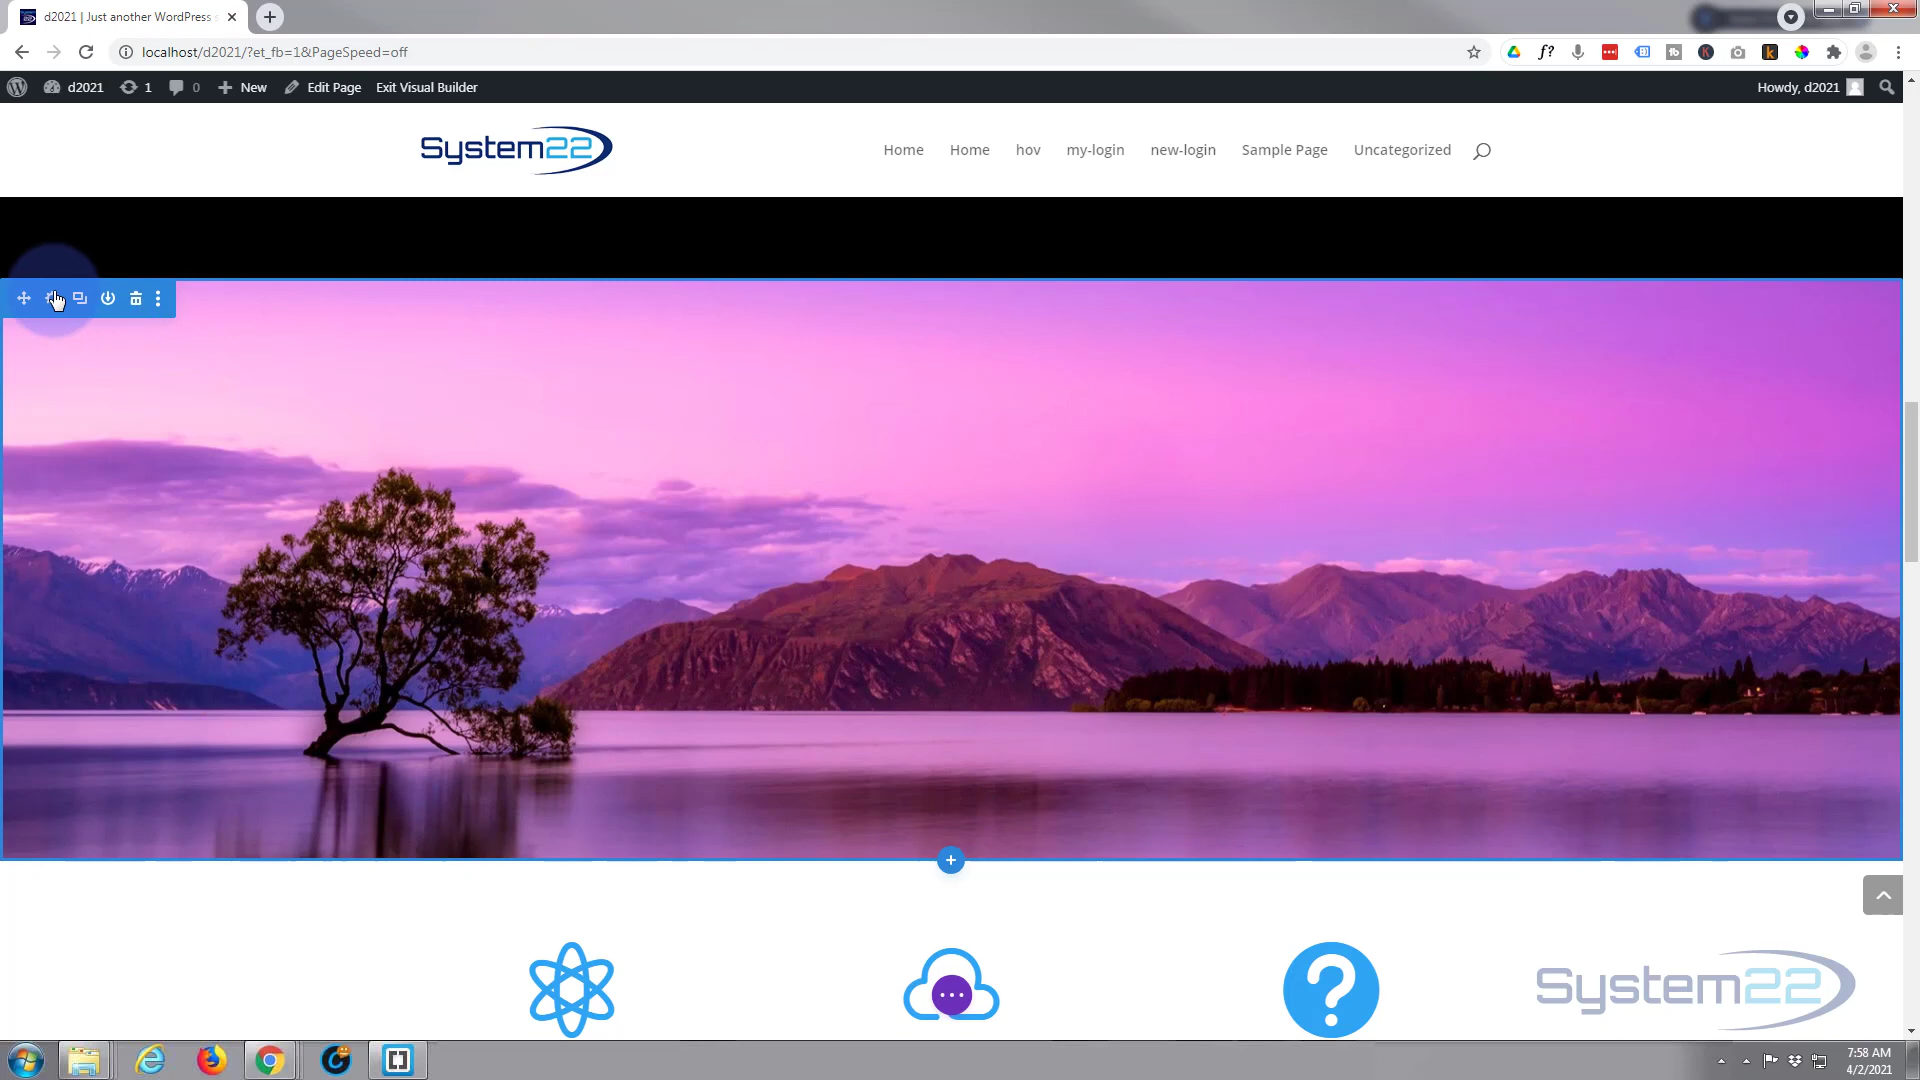 d2021 | Just another WordPress s
localhost/d2021/?et_fb=1&PageSpeed=off
d2021 1 0 New Edit Page Exit Visual Builder
Howdy, d2021
System22
Home Home hov my-login new-login Sample Page Uncategorized
System22
7:58 AM
4/2/2021